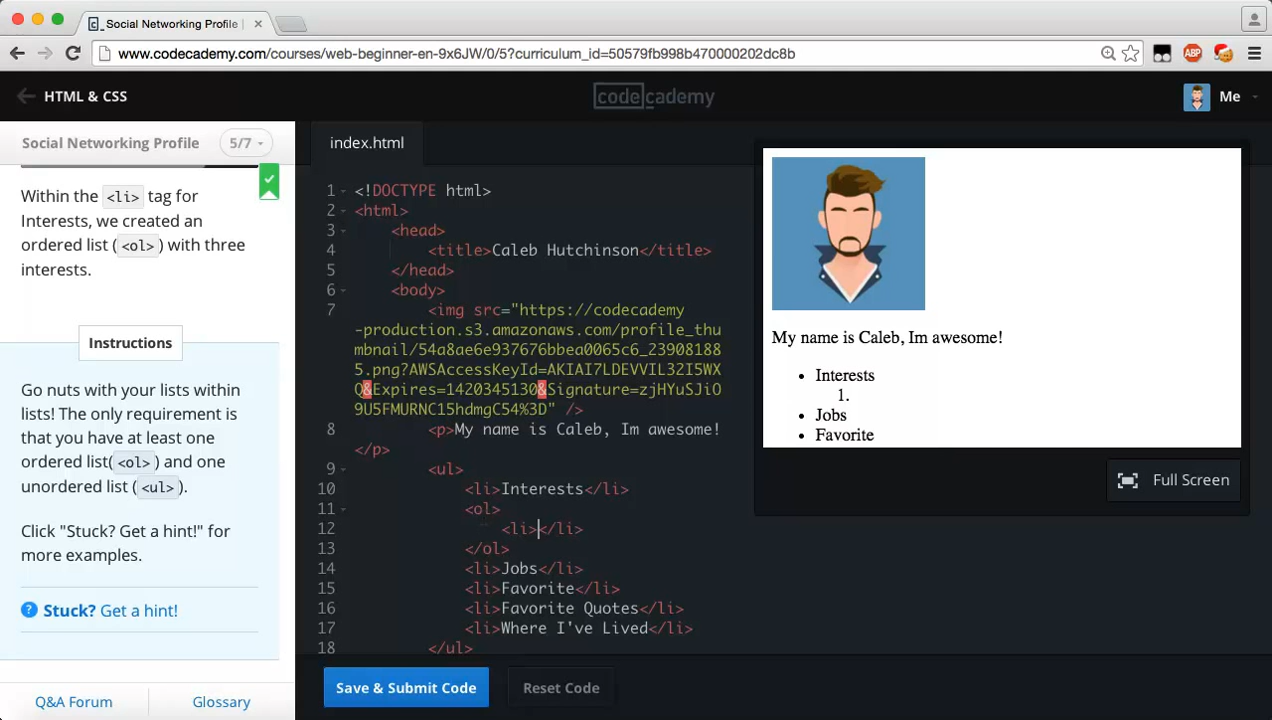 Social Networking Profile |
www.codecademy.com/courses/web-beginner-en-9x6JW/0/5?curriculum_id=50579fb998b470000202dc8b
ABP
HTML & CSS
codecademy
Me
Social Networking Profile
5/7
index.html
Within the <li> tag for
Interests, we created an
ordered list ( <ol> ) with three
interests.
Instructions
Go nuts with your lists within
lists! The only requirement is
that you have at least one
ordered list( <ol> ) and one
unordered list ( <ul> ).
Click "Stuck? Get a hint!" for
more examples.
? Stuck? Get a hint!
Q&A Forum
Glossary
1 <!DOCTYPE html>
2 <html>
3 <head>
4 <title>Caleb Hutchinson</title>
5 </head>
6 <body>
7 <img src="https://codecademy
-production.s3.amazonaws.com/profile_thu
mbnail/54a8ae6e937676bbea0065c6_23908188
5.png?AWSAccessKeyId=AKIAI7LDEVVIL32I5WX
Q&Expires=1420345130&Signature=zjHYuSJiO
9U5FMURNC15hdmgC54%3D" />
8 <p>My name is Caleb, Im awesome!
</p>
9 <ul>
10 <li>Interests</li>
11 <ol>
12 <li></li>
13 </ol>
14 <li>Jobs</li>
15 <li>Favorite</li>
16 <li>Favorite Quotes</li>
17 <li>Where I've Lived</li>
18 </ul>
Save & Submit Code
Reset Code
My name is Caleb, Im awesome!
• Interests
1.
• Jobs
• Favorite
Full Screen